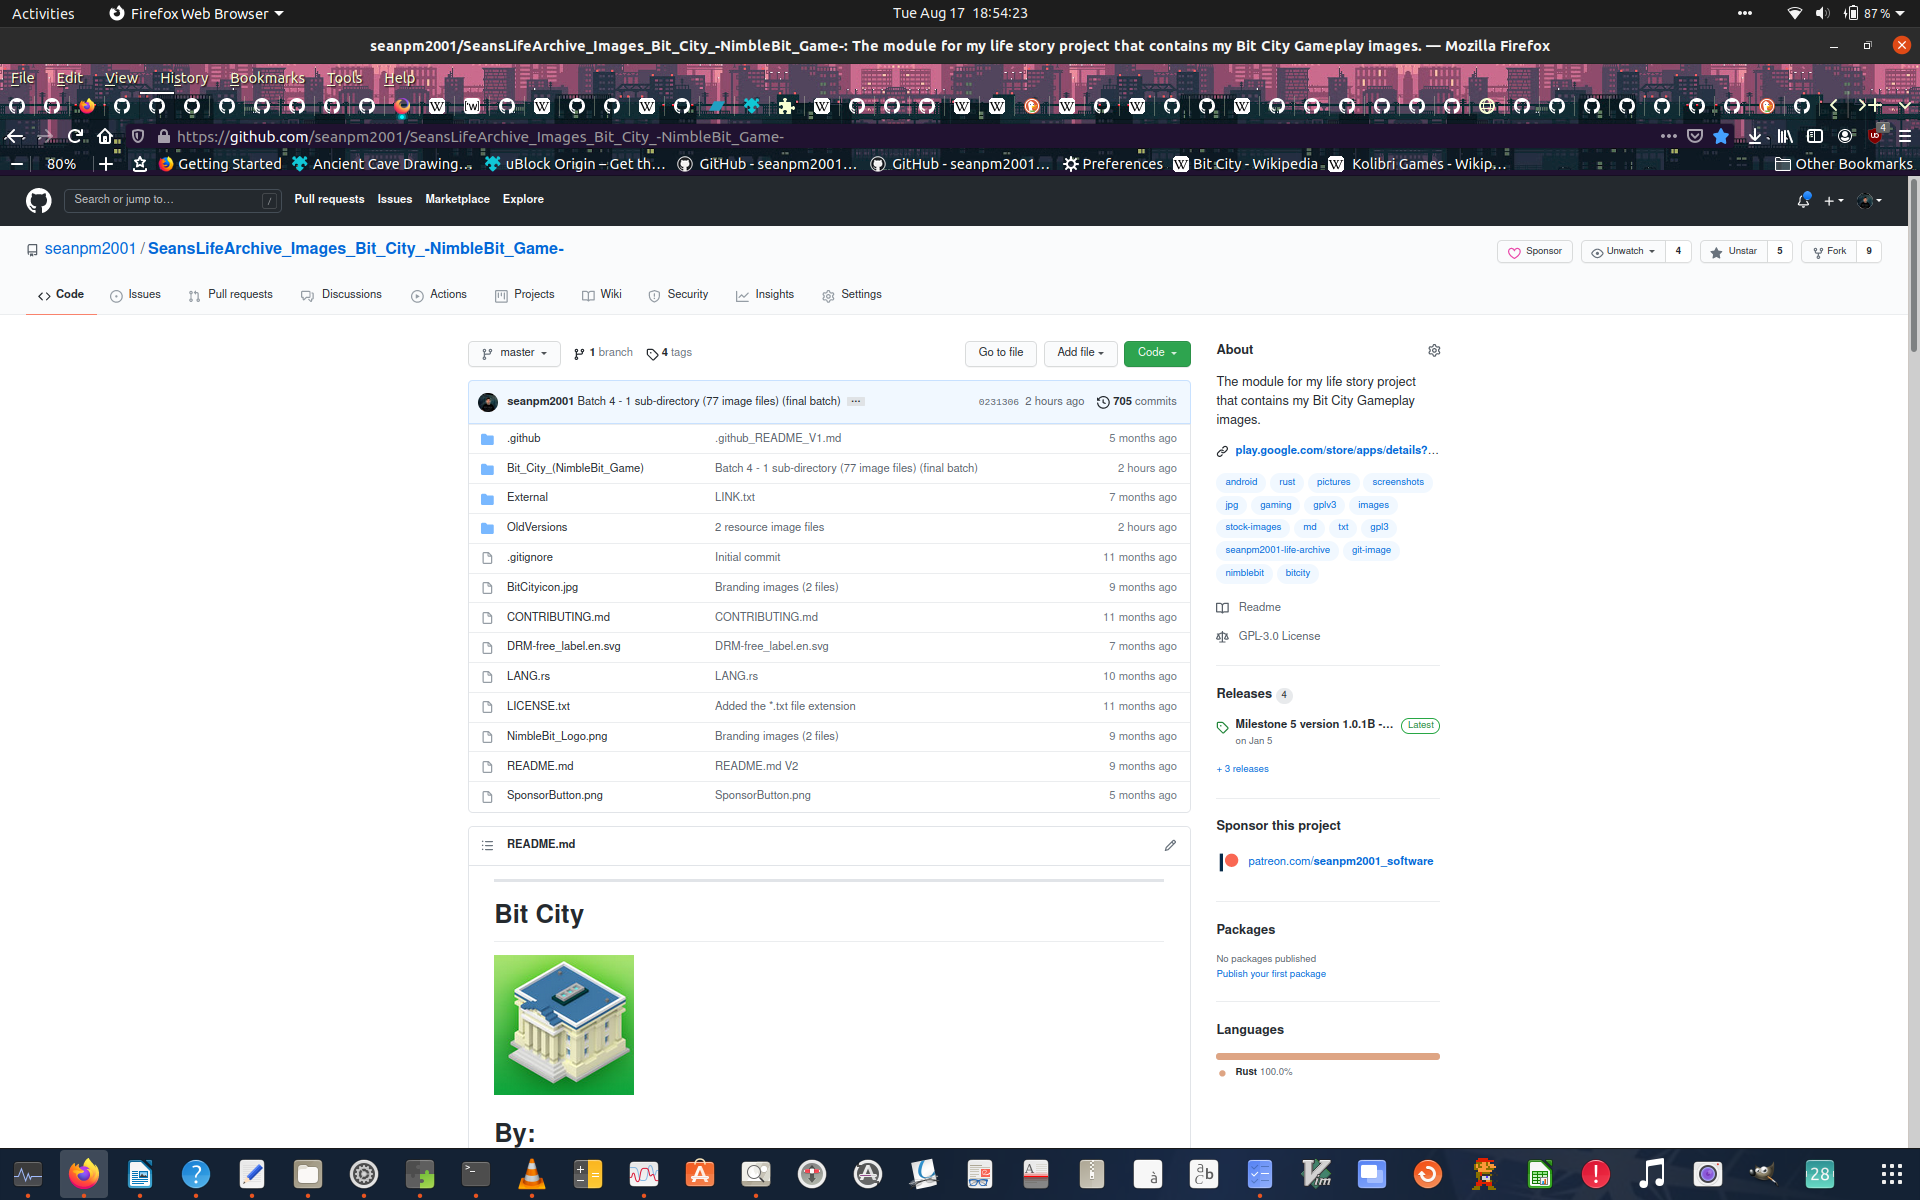 Activities
Firefox Web Browser
Tue Aug 17 18:54:23
87 %
seanpm2001/SeansLifeArchive_Images_Bit_City_-NimbleBit_Game-: The module for my life story project that contains my Bit City Gameplay images. — Mozilla Firefox
File Edit View History Bookmarks Tools Help
https://github.com/seanpm2001/SeansLifeArchive_Images_Bit_City_-NimbleBit_Game-
4
80%
Getting Started
Ancient Cave Drawing…
uBlock Origin – Get th…
GitHub - seanpm2001…
GitHub - seanpm2001…
Preferences
Bit City - Wikipedia
Kolibri Games - Wikip…
Other Bookmarks
Search or jump to…
/
Pull requests Issues Marketplace Explore
seanpm2001 / SeansLifeArchive_Images_Bit_City_-NimbleBit_Game-
Sponsor
Unwatch 4
Unstar 5
Fork 9
Code Issues Pull requests Discussions Actions Projects Wiki Security Insights Settings
master
1 branch
4 tags
Go to file
Add file
Code
seanpm2001 Batch 4 - 1 sub-directory (77 image files) (final batch) ... 0231306 2 hours ago 705 commits
.github .github_README_V1.md 5 months ago
Bit_City_(NimbleBit_Game) Batch 4 - 1 sub-directory (77 image files) (final batch) 2 hours ago
External LINK.txt 7 months ago
OldVersions 2 resource image files 2 hours ago
.gitignore Initial commit 11 months ago
BitCityicon.jpg Branding images (2 files) 9 months ago
CONTRIBUTING.md CONTRIBUTING.md 11 months ago
DRM-free_label.en.svg DRM-free_label.en.svg 7 months ago
LANG.rs LANG.rs 10 months ago
LICENSE.txt Added the *.txt file extension 11 months ago
NimbleBit_Logo.png Branding images (2 files) 9 months ago
README.md README.md V2 9 months ago
SponsorButton.png SponsorButton.png 5 months ago
README.md
Bit City
By:
About
The module for my life story project
that contains my Bit City Gameplay
images.
play.google.com/store/apps/details?...
android rust pictures screenshots
jpg gaming gplv3 images
stock-images md txt gpl3
seanpm2001-life-archive git-image
nimblebit bitcity
Readme
GPL-3.0 License
Releases 4
Milestone 5 version 1.0.1B -... Latest
on Jan 5
+ 3 releases
Sponsor this project
patreon.com/seanpm2001_software
Packages
No packages published
Publish your first package
Languages
Rust 100.0%
28